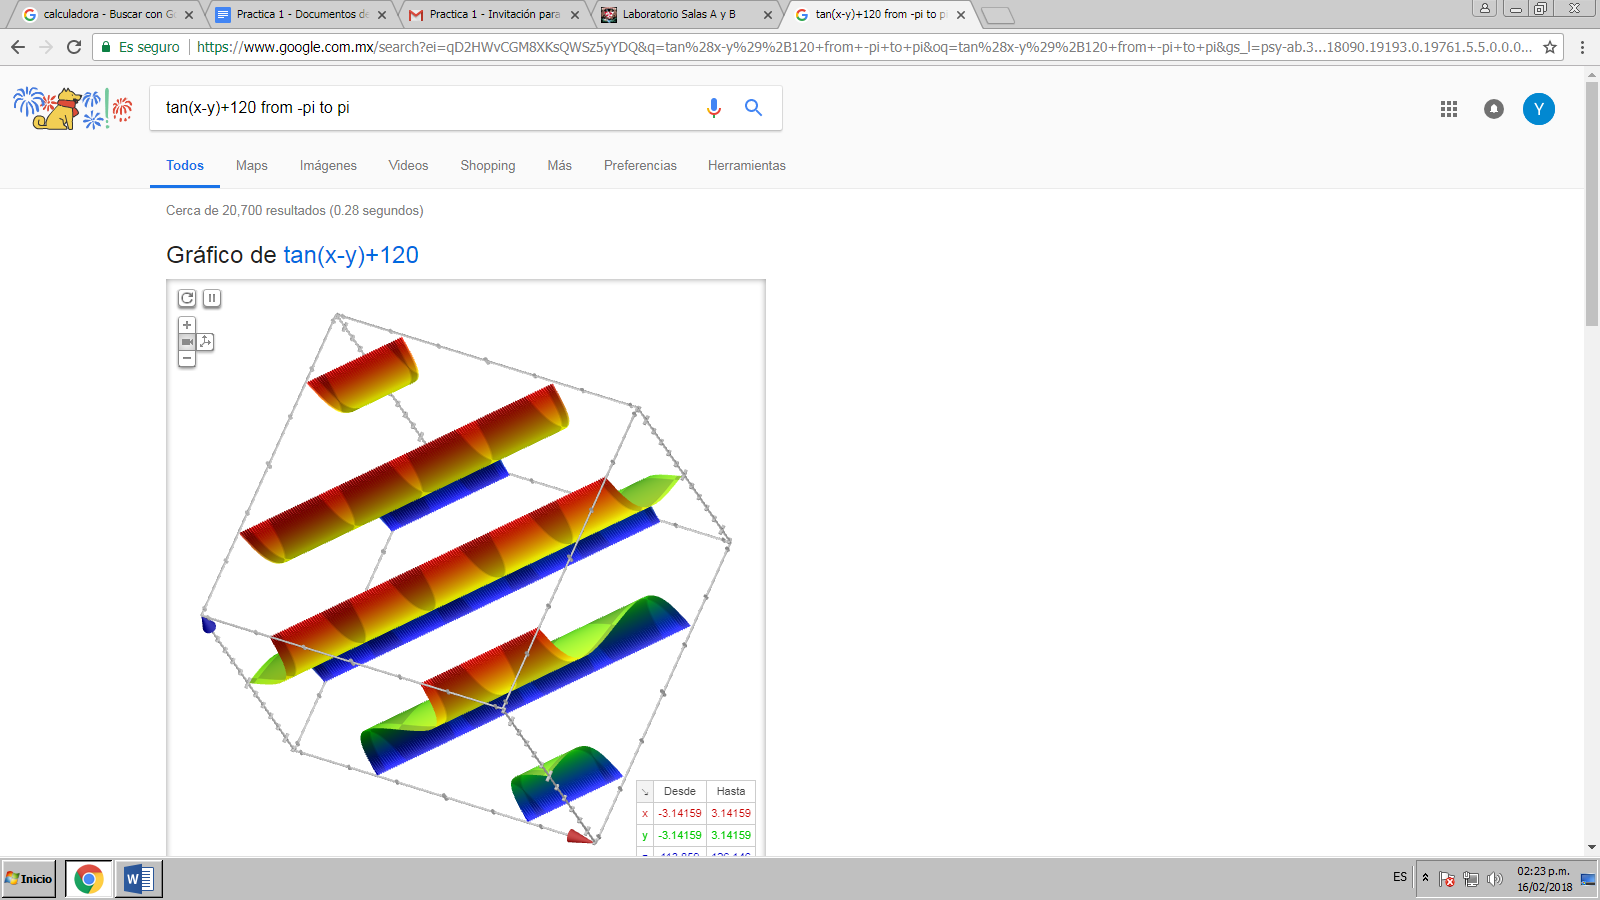 calculadora - Buscar con Go
Practica 1 - Documentos de
Practica 1 - Invitación para
Laboratorio Salas A y B
tan(x-y)+120 from -pi to p
Es seguro
https://www.google.com.mx/search?ei=qD2HWvCGM8XKsQWSz5yYDQ&q=tan%28x-y%29%2B120+from+-pi+to+pi&oq=tan%28x-y%29%2B120+from+-pi+to+pi&gs_l=psy-ab.3...18090.19193.0.19761.5.5.0.0.0...
tan(x-y)+120 from -pi to pi
Y
Todos Maps Imágenes Videos Shopping Más Preferencias Herramientas
Cerca de 20,700 resultados (0.28 segundos)
Gráfico de tan(x-y)+120
Desde Hasta
x -3.14159 3.14159
y -3.14159 3.14159
Inicio
ES
02:23 p.m.
16/02/2018